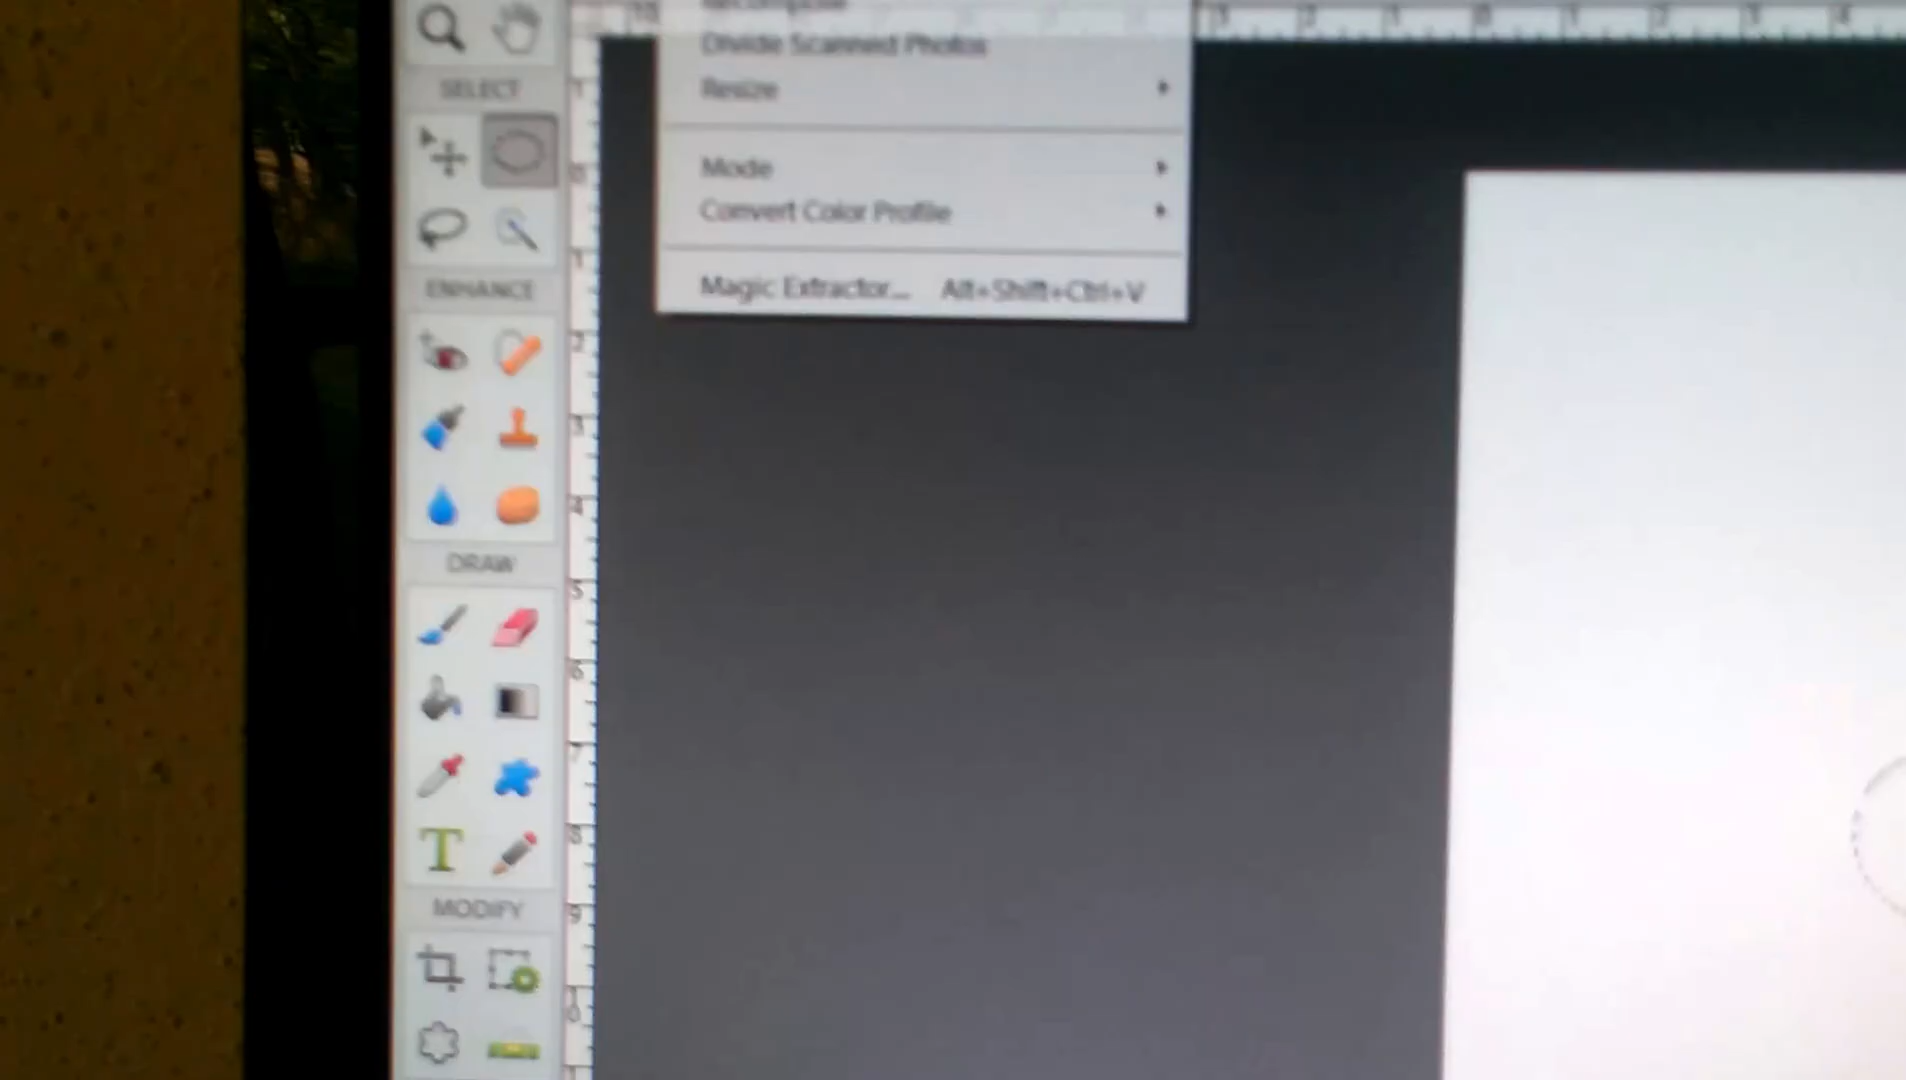 Divide Scanned Photos
SELECT
Resize
Mode
Convert Color Profile
ENHANCE
Magic Extractor... Alt+Shift+Ctrl+V
DRAW
T
MODIFY